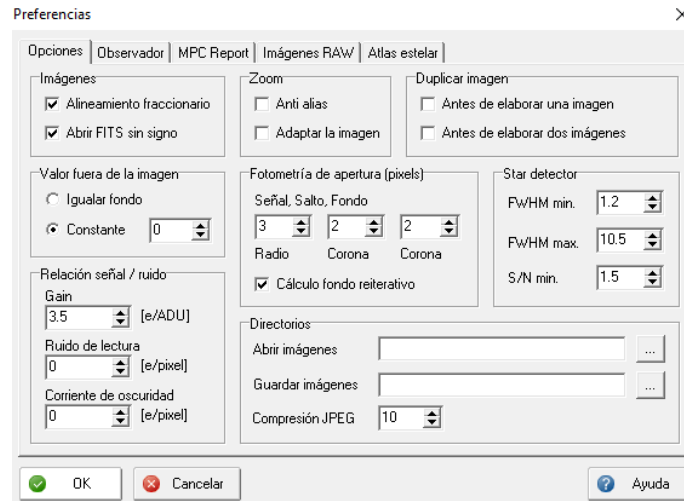 Preferencias
Opciones Observador MPC Report Imágenes RAW Atlas estelar
Imágenes
Alineamiento fraccionario
Abrir FITS sin signo
Zoom
Anti alias
Adaptar la imagen
Duplicar imagen
Antes de elaborar una imagen
Antes de elaborar dos imágenes
Valor fuera de la imagen
Igualar fondo
Constante 0
Fotometría de apertura (pixels)
Señal, Salto, Fondo
3 2 2
Radio Corona Corona
Cálculo fondo reiterativo
Star detector
FWHM min. 1.2
FWHM max. 10.5
S/N min. 1.5
Relación señal / ruido
Gain
3.5 [e/ADU]
Ruido de lectura
0 [e/pixel]
Corriente de oscuridad
0 [e/pixel]
Directorios
Abrir imágenes ...
Guardar imágenes ...
Compresión JPEG 10
OK Cancelar Ayuda